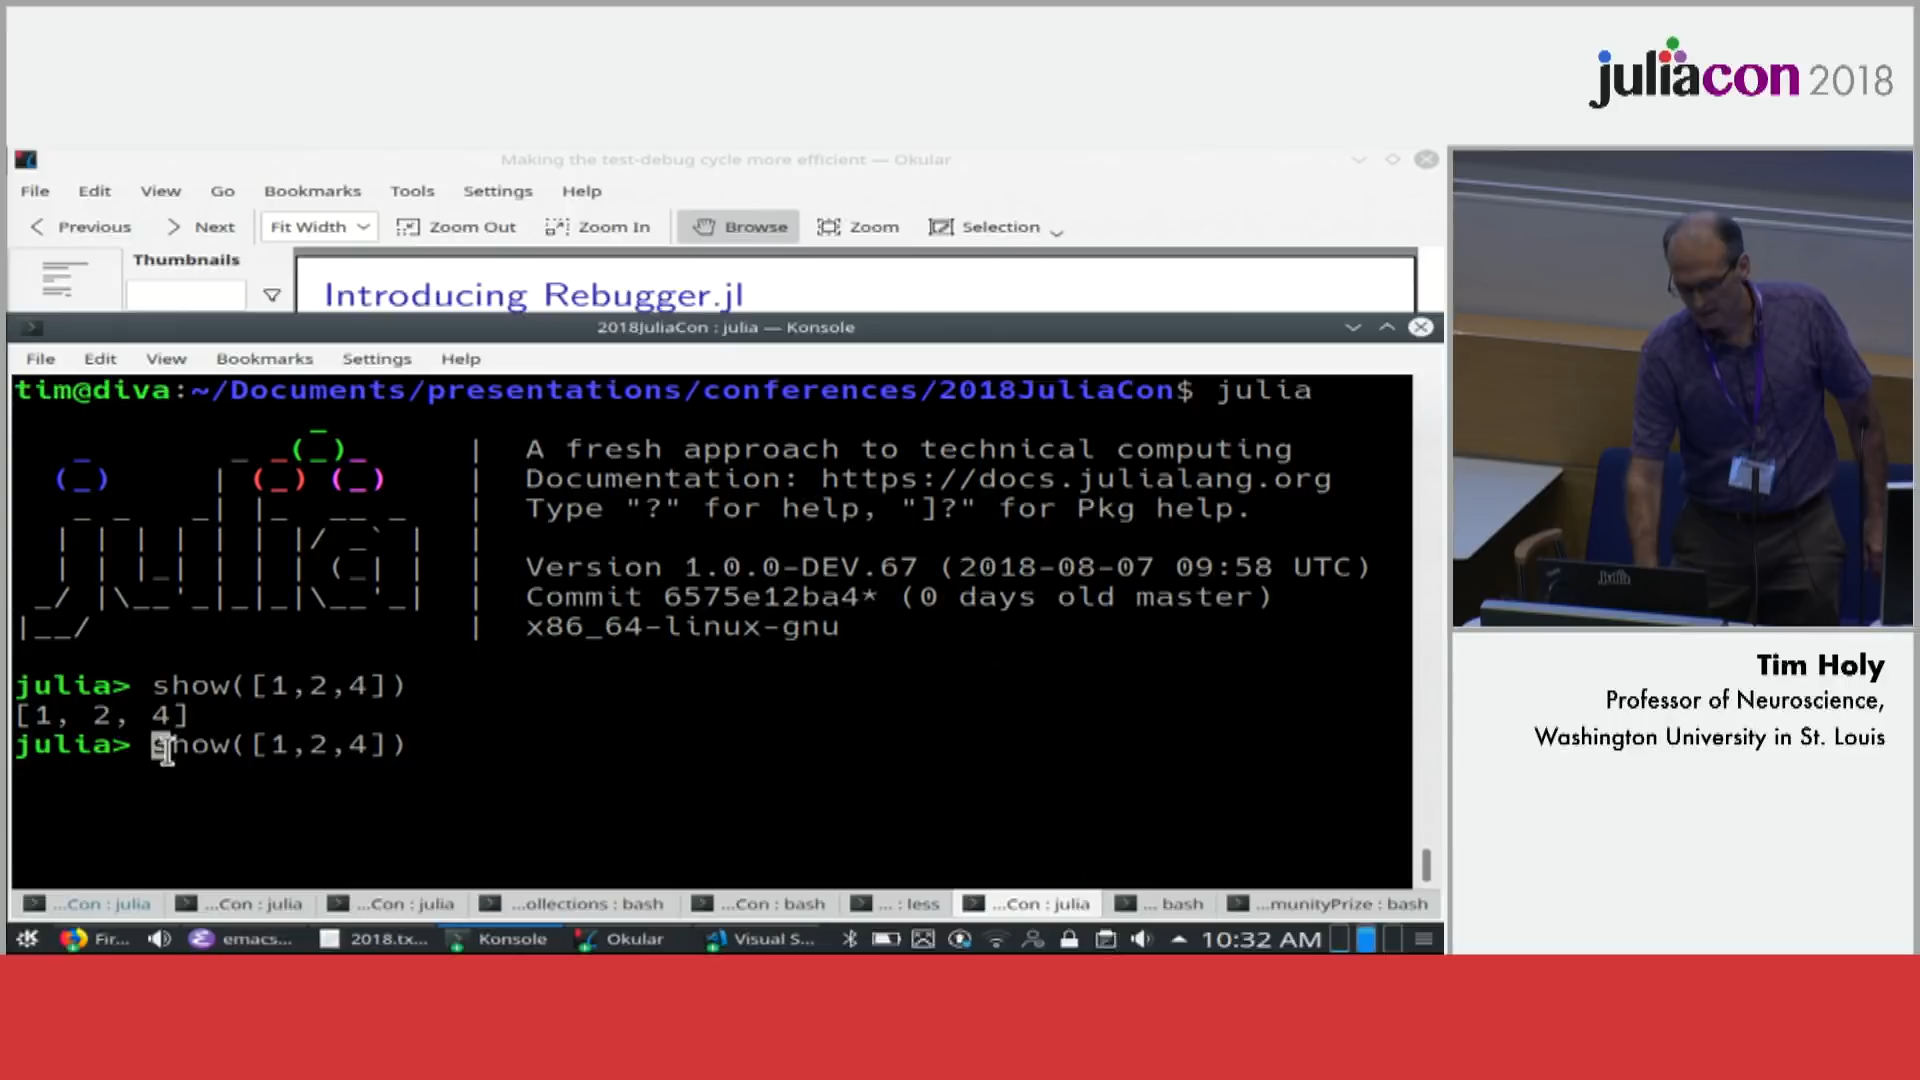 juliacon 2018
Making the test-debug cycle more efficient — Okular
File Edit View Go Bookmarks Tools Settings Help
Previous Next Fit Width Zoom Out Zoom In Browse Zoom Selection
Thumbnails
Introducing Rebugger.jl
2018JuliaCon : julia — Konsole
File Edit View Bookmarks Settings Help
tim@diva:~/Documents/presentations/conferences/2018JuliaCon$ julia
A fresh approach to technical computing
Documentation: https://docs.julialang.org
Type "?" for help, "]?" for Pkg help.
Version 1.0.0-DEV.67 (2018-08-07 09:58 UTC)
Commit 6575e12ba4* (0 days old master)
x86_64-linux-gnu
julia> show([1,2,4])
[1, 2, 4]
julia> show([1,2,4])
...Con : julia ...Con : julia ...Con : julia ...ollections : bash ...Con : bash ... : less ...Con : julia ... bash ...munityPrize : bash
Fir... emacs... 2018.tx... Konsole Okular Visual S... 10:32 AM
Tim Holy
Professor of Neuroscience,
Washington University in St. Louis